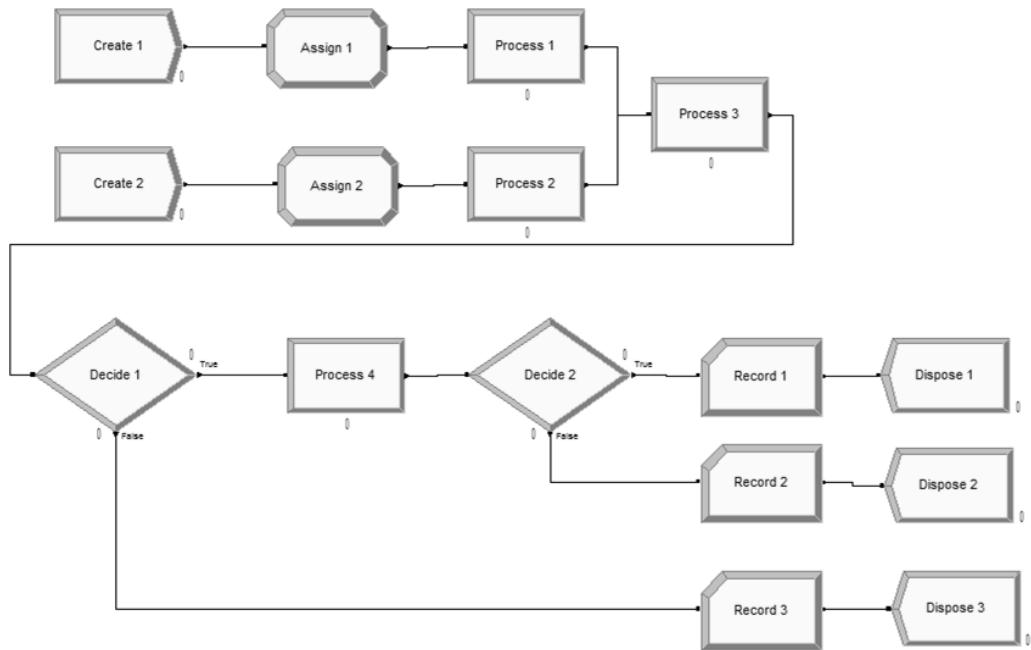 Create 1
0
Assign 1
Process 1
0
Process 3
0
Create 2
0
Assign 2
Process 2
0
Decide 1
0
True
0
False
Process 4
0
Decide 2
0
True
0
False
Record 1
Dispose 1
0
Record 2
Dispose 2
0
Record 3
Dispose 3
0